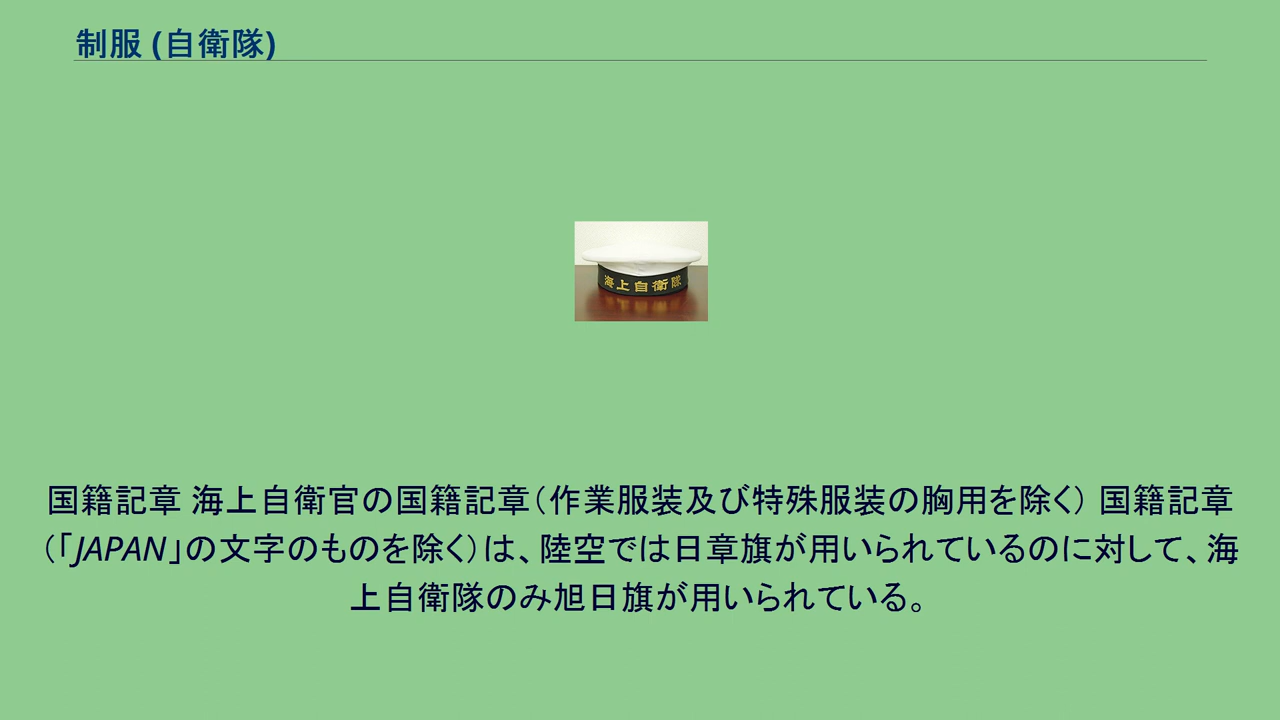 制服 (自衛隊)
海上自衛隊
国籍記章 海上自衛官の国籍記章（作業服装及び特殊服装の胸用を除く） 国籍記章
（「JAPAN」の文字のものを除く）は、陸空では日章旗が用いられているのに対して、海
上自衛隊のみ旭日旗が用いられている。